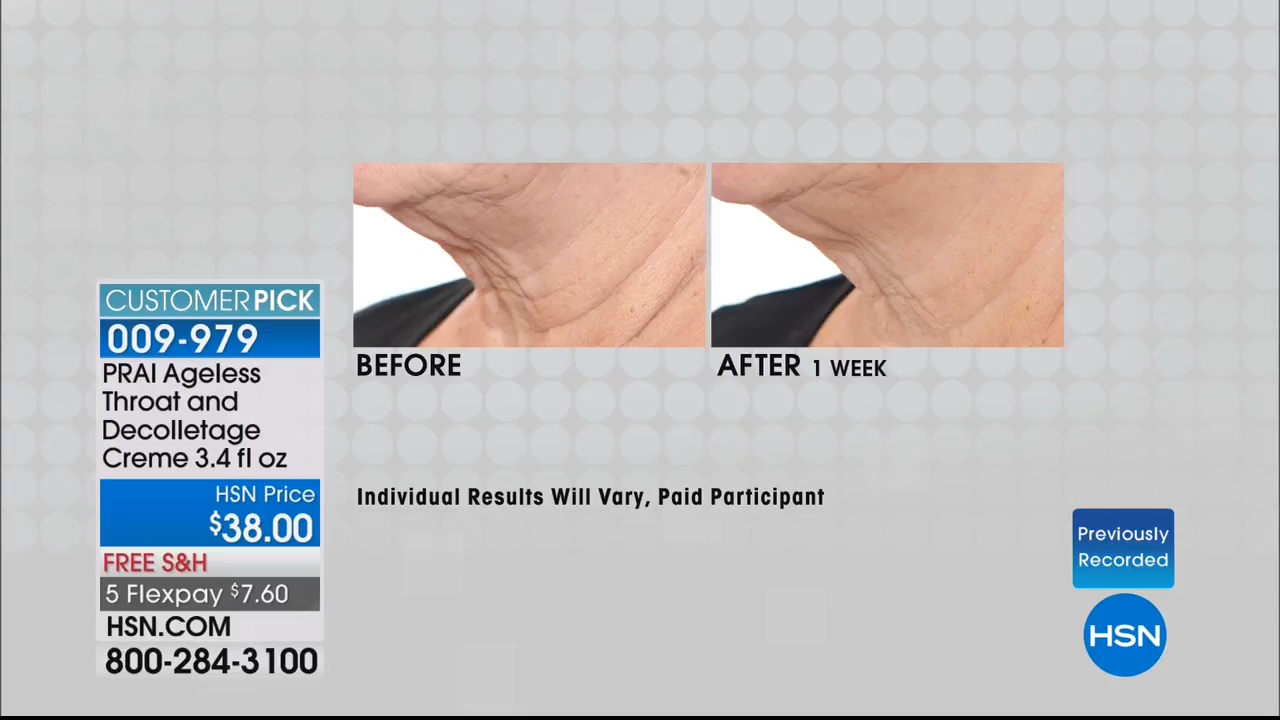 BEFORE
AFTER 1 WEEK
CUSTOMERPICK
009-979
PRAI Ageless
Throat and
Decolletage
Creme 3.4 fl oz
HSN Price
$38.00
FREE S&H
5 Flexpay $7.60
HSN.COM
800-284-3100
Individual Results Will Vary, Paid Participant
Previously
Recorded
HSN